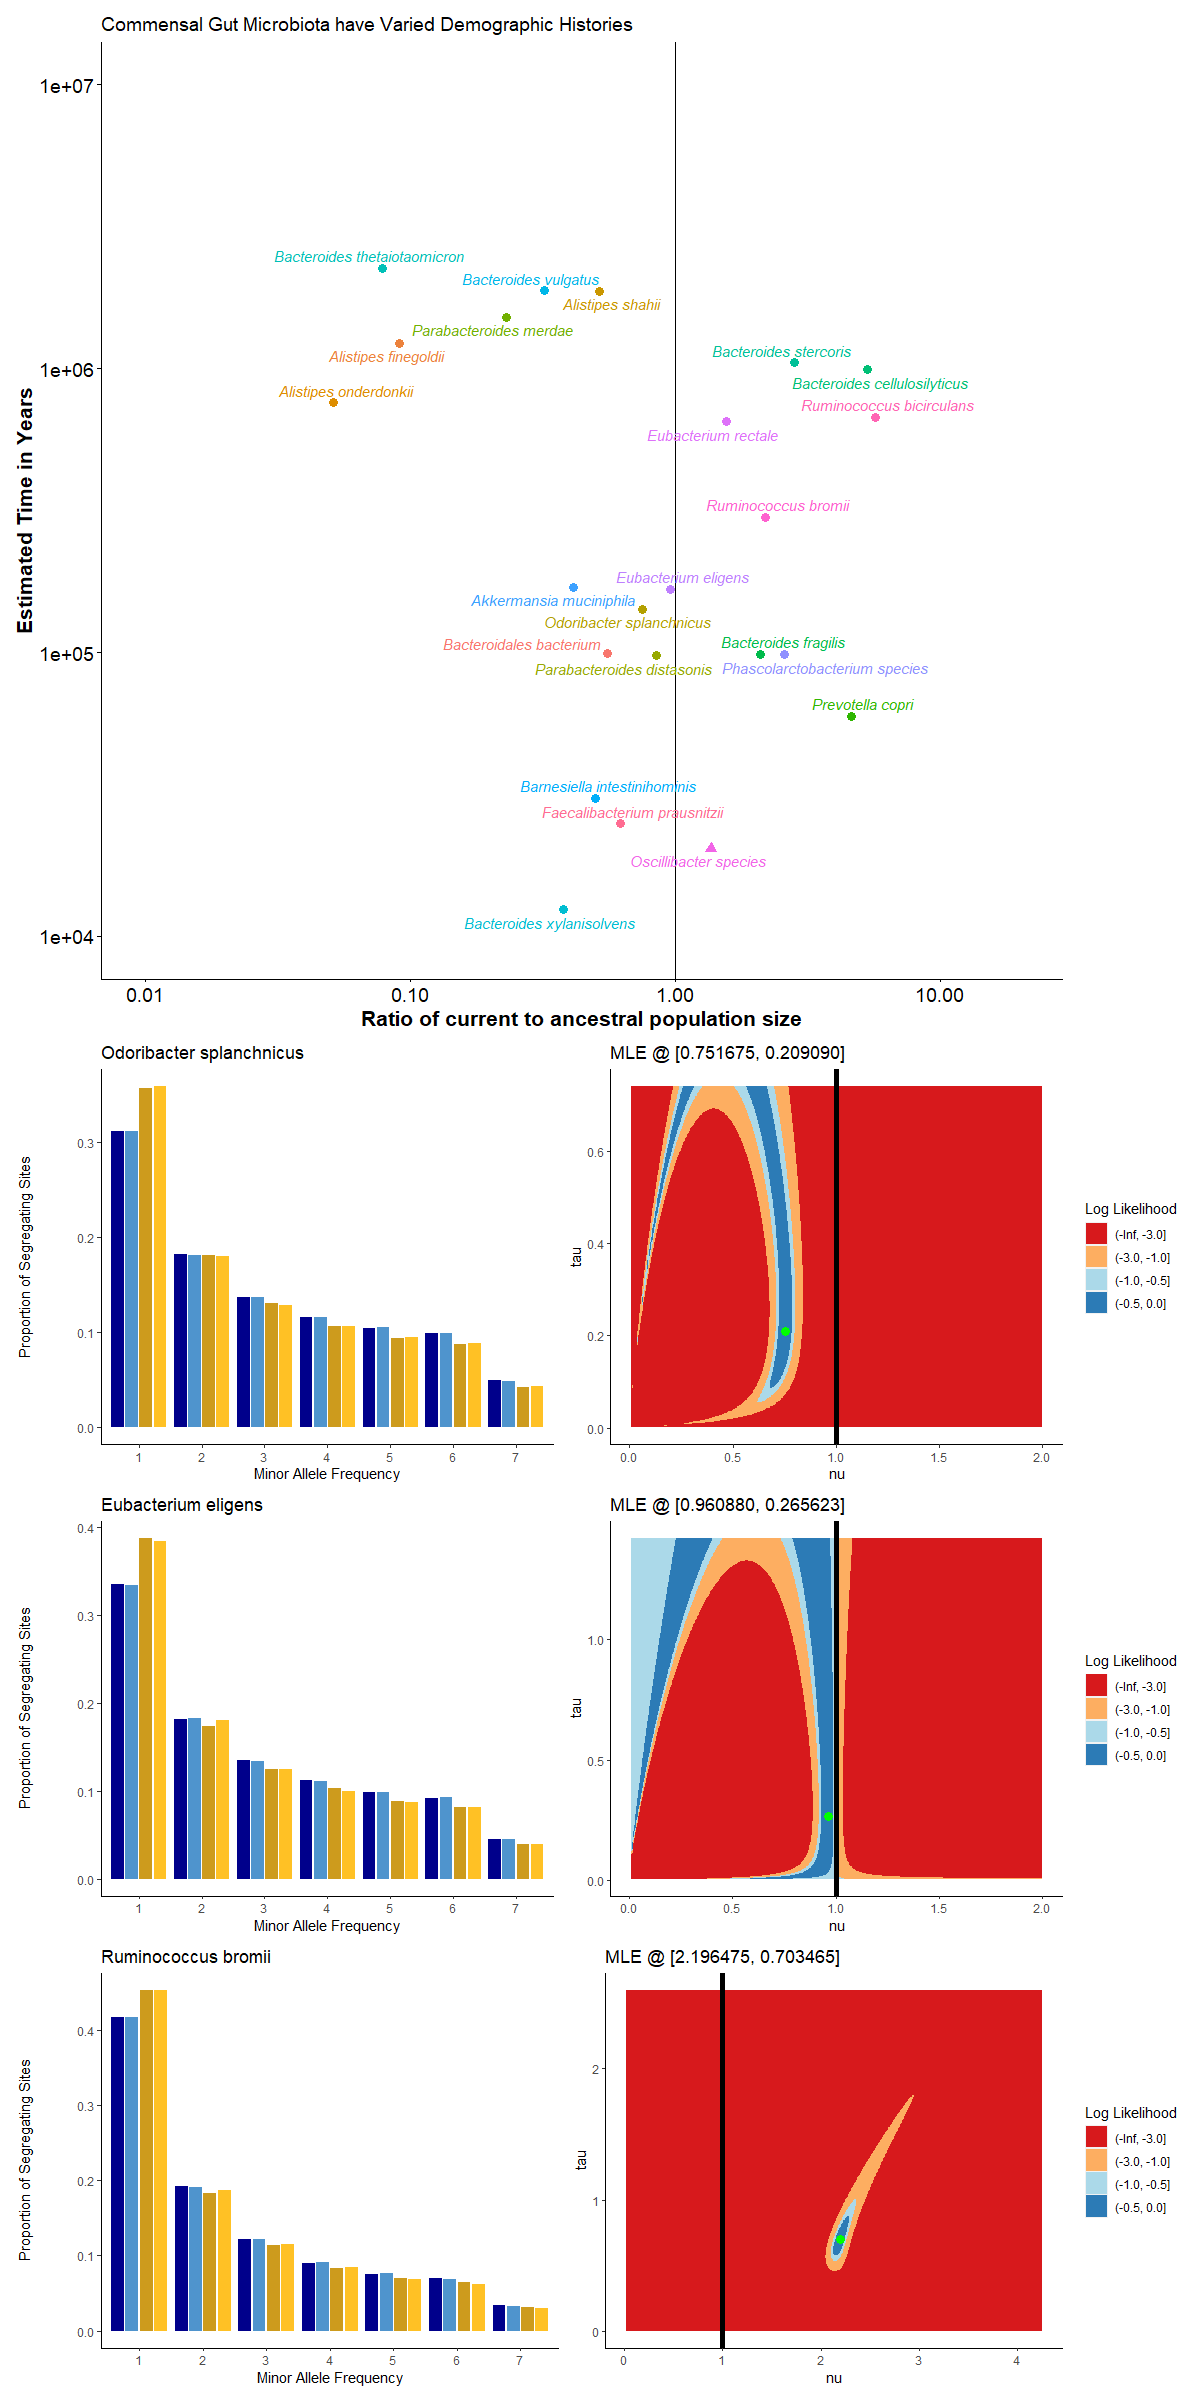 Commensal Gut Microbiota have Varied Demographic Histories
1e+07
1e+06
1e+05
1e+04
Estimated Time in Years
Bacteroides thetaiotaomicron
Bacteroides vulgatus
Alistipes shahii
Parabacteroides merdae
Alistipes finegoldii
Bacteroides stercoris
Bacteroides cellulosilyticus
Alistipes onderdonkii
Ruminococcus bicirculans
Eubacterium rectale
Ruminococcus bromii
Eubacterium eligens
Akkermansia muciniphila
Odoribacter splanchnicus
Bacteroidales bacterium
Bacteroides fragilis
Parabacteroides distasonis
Phascolarctobacterium species
Prevotella copri
Barnesiella intestinihominis
Faecalibacterium prausnitzii
Oscillibacter species
Bacteroides xylanisolvens
0.01 0.10 1.00 10.00
Ratio of current to ancestral population size
Odoribacter splanchnicus
Proportion of Segregating Sites
0.3
0.2
0.1
0.0
1 2 3 4 5 6 7
Minor Allele Frequency
MLE @ [0.751675, 0.209090]
tau
0.6
0.4
0.2
0.0
0.0 0.5 1.0 1.5 2.0
nu
Log Likelihood
(-Inf, -3.0]
(-3.0, -1.0]
(-1.0, -0.5]
(-0.5, 0.0]
Eubacterium eligens
Proportion of Segregating Sites
0.4
0.3
0.2
0.1
0.0
1 2 3 4 5 6 7
Minor Allele Frequency
MLE @ [0.960880, 0.265623]
tau
1.0
0.5
0.0
0.0 0.5 1.0 1.5 2.0
nu
Log Likelihood
(-Inf, -3.0]
(-3.0, -1.0]
(-1.0, -0.5]
(-0.5, 0.0]
Ruminococcus bromii
Proportion of Segregating Sites
0.4
0.3
0.2
0.1
0.0
1 2 3 4 5 6 7
Minor Allele Frequency
MLE @ [2.196475, 0.703465]
tau
2
1
0
0 1 2 3 4
nu
Log Likelihood
(-Inf, -3.0]
(-3.0, -1.0]
(-1.0, -0.5]
(-0.5, 0.0]